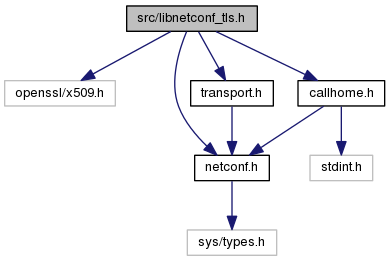 src/libnetconf_tls.h
openssl/x509.h
transport.h
callhome.h
netconf.h
stdint.h
sys/types.h